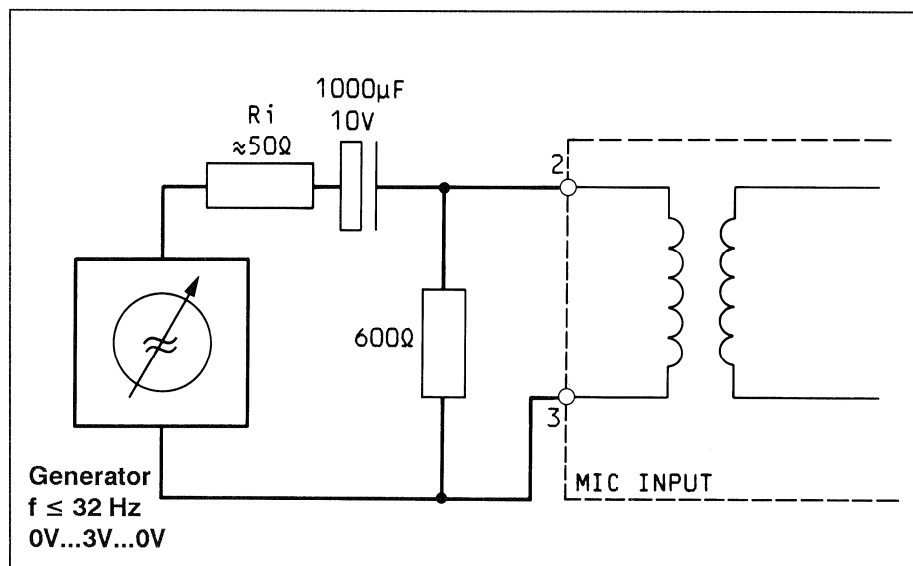 1000µF
10V
Ri
≈50Ω
2
600Ω
3
MIC INPUT
Generator
f ≤ 32 Hz
0V...3V...0V